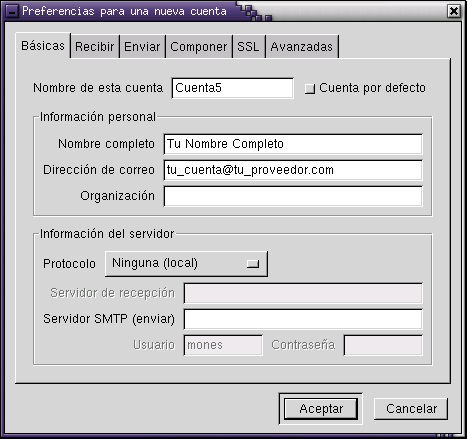 Preferencias para una nueva cuenta
Básicas Recibir Enviar Componer SSL Avanzadas
Nombre de esta cuenta Cuenta5 Cuenta por defecto
Información personal
Nombre completo Tu Nombre Completo
Dirección de correo tu_cuenta@tu_proveedor.com
Organización
Información del servidor
Protocolo Ninguna (local)
Servidor de recepción
Servidor SMTP (enviar)
Usuario mones Contraseña
Aceptar Cancelar